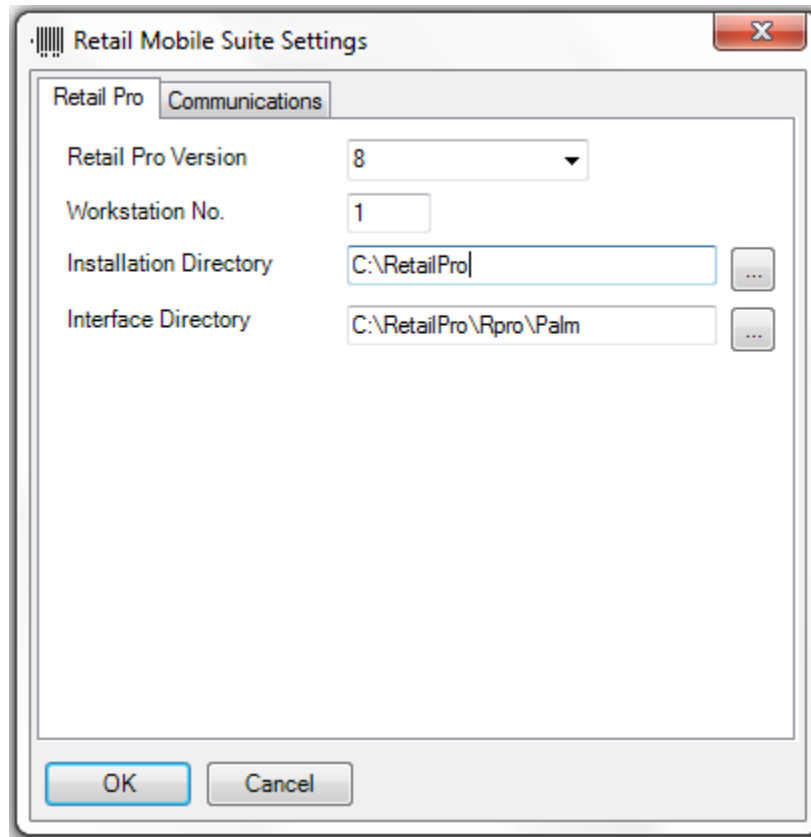 Retail Mobile Suite Settings
x
Retail Pro
Communications
Retail Pro Version
8
Workstation No.
1
Installation Directory
C:\RetailPro
...
Interface Directory
C:\RetailPro\Rpro\Palm
...
OK
Cancel